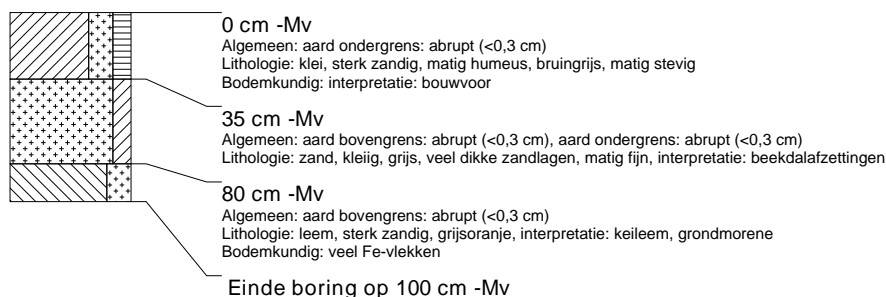 0 cm -Mv
Algemeen: aard ondergrens: abrupt (<0,3 cm)
Lithologie: klei, sterk zandig, matig humeus, bruingrijs, matig stevig
Bodemkundig: interpretatie: bouwvoor
35 cm -Mv
Algemeen: aard bovengrens: abrupt (<0,3 cm), aard ondergrens: abrupt (<0,3 cm)
Lithologie: zand, kleiig, grijs, veel dikke zandlagen, matig fijn, interpretatie: beekdalafzettingen
80 cm -Mv
Algemeen: aard bovengrens: abrupt (<0,3 cm)
Lithologie: leem, sterk zandig, grijsoranje, interpretatie: keileem, grondmorene
Bodemkundig: veel Fe-vlekken
Einde boring op 100 cm -Mv